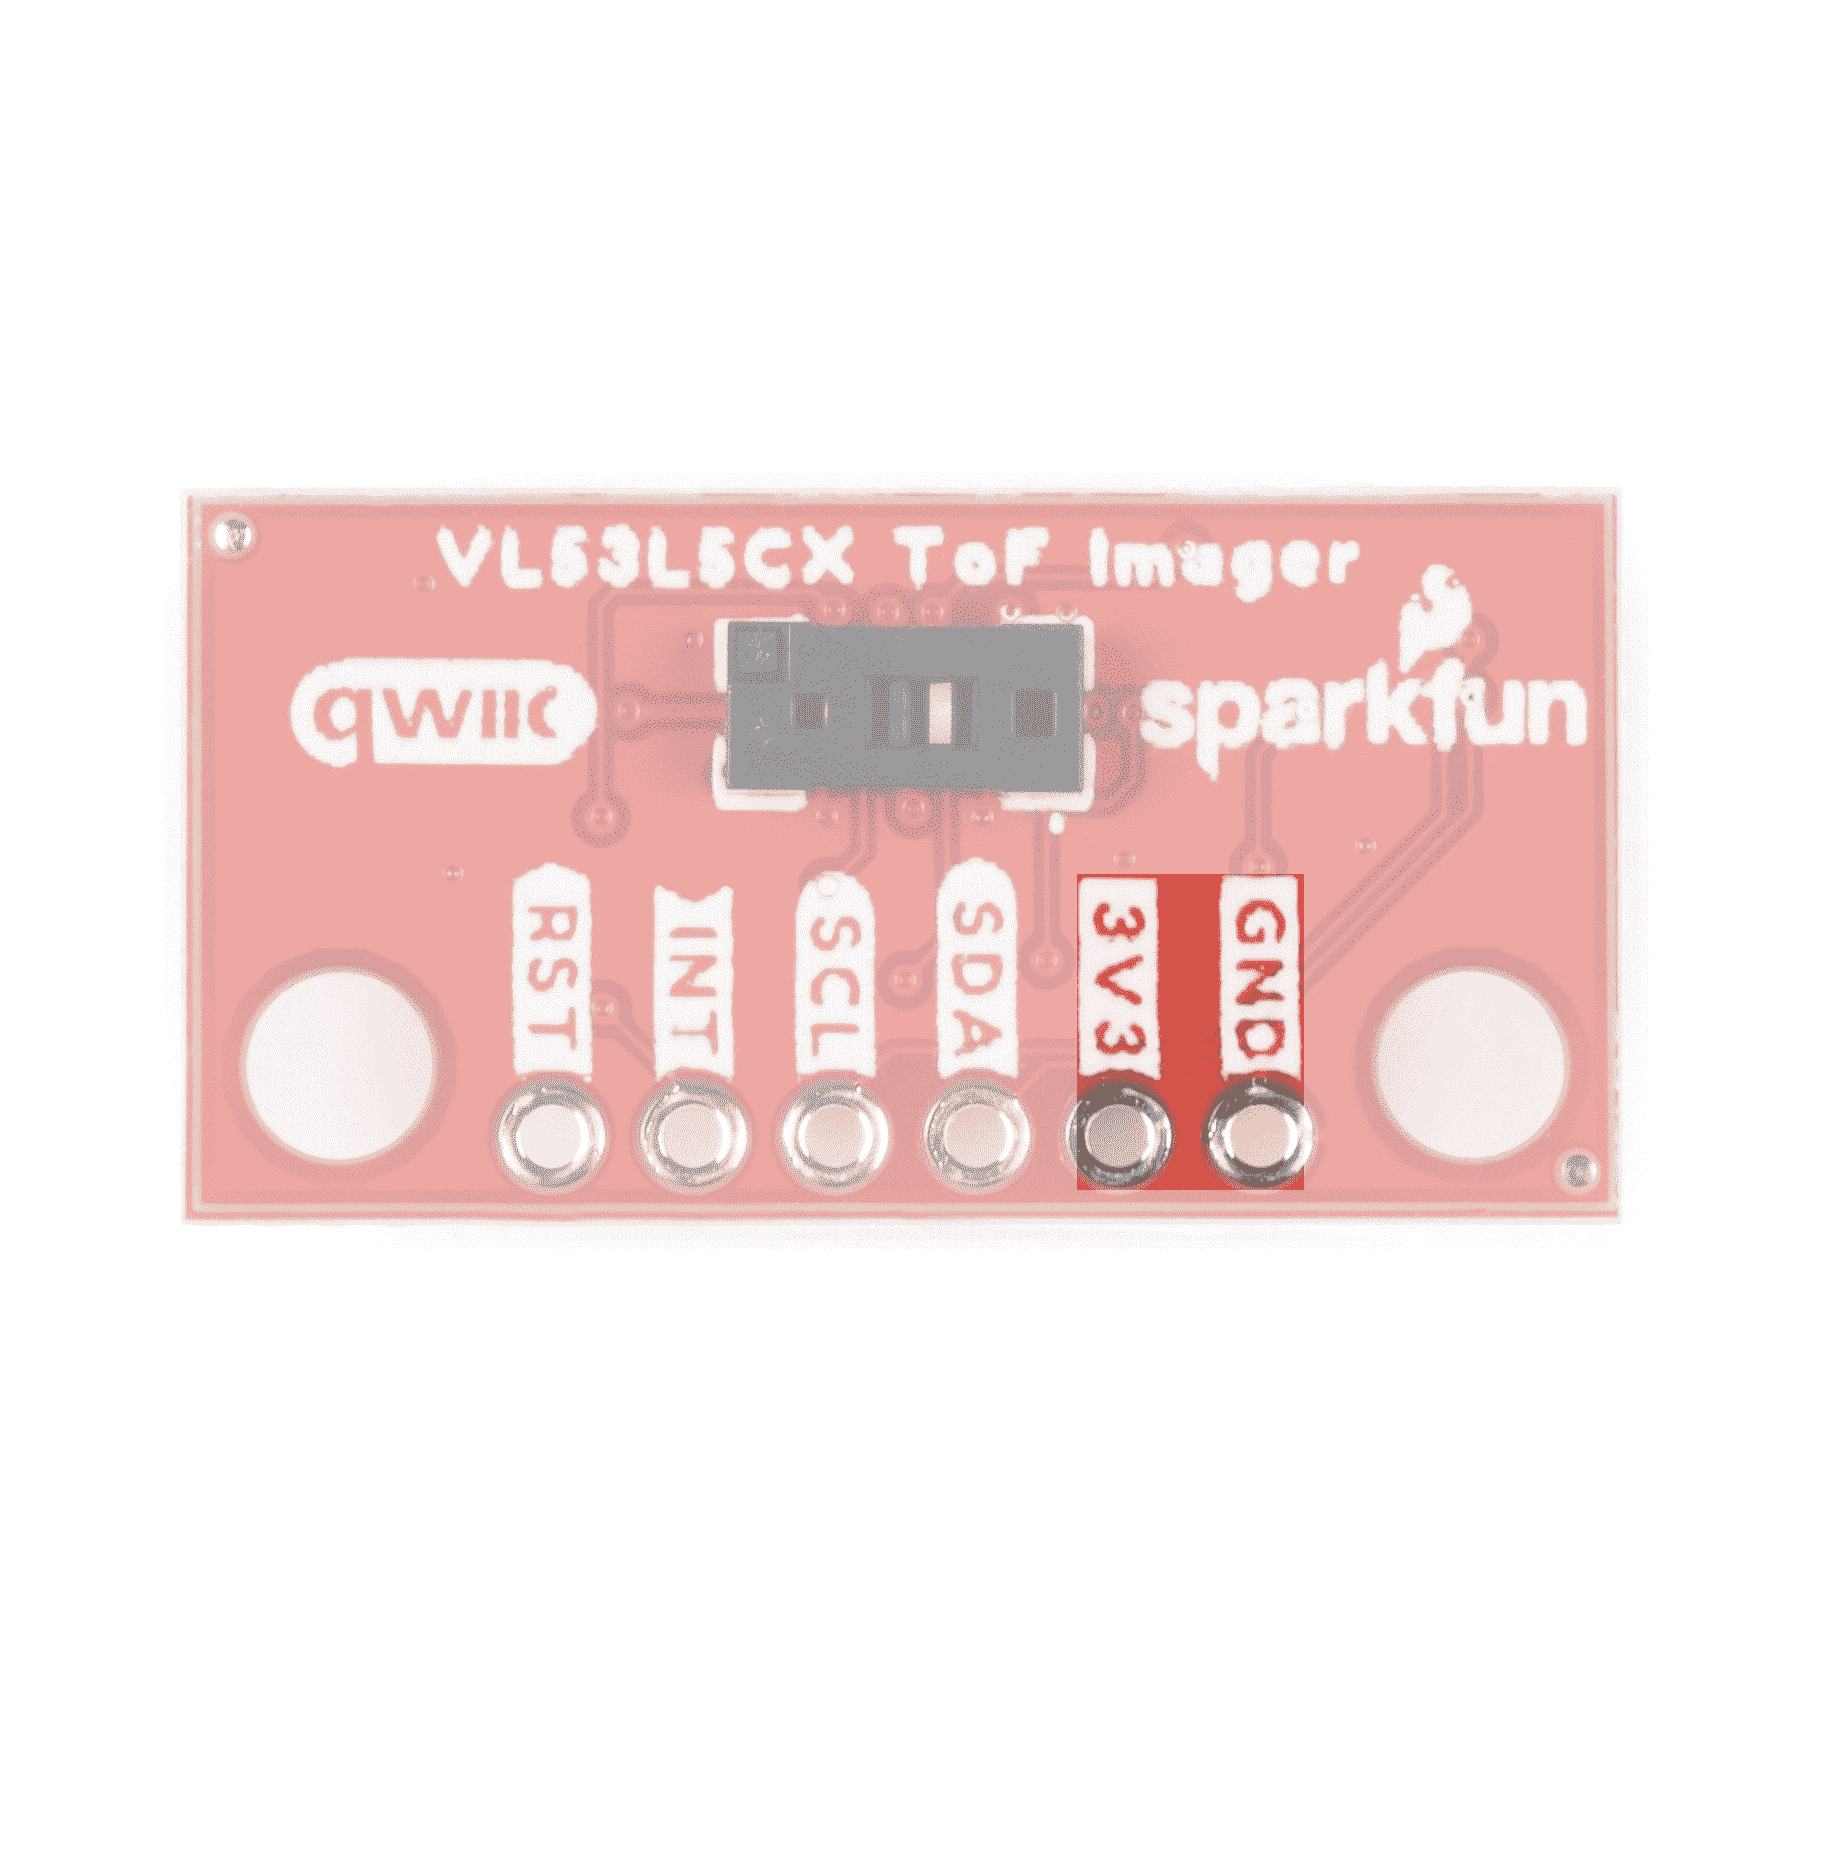 VL53L5CX ToF Imager
qwiic
sparkfun
RST
INT
SCL
SDA
3V3
GND